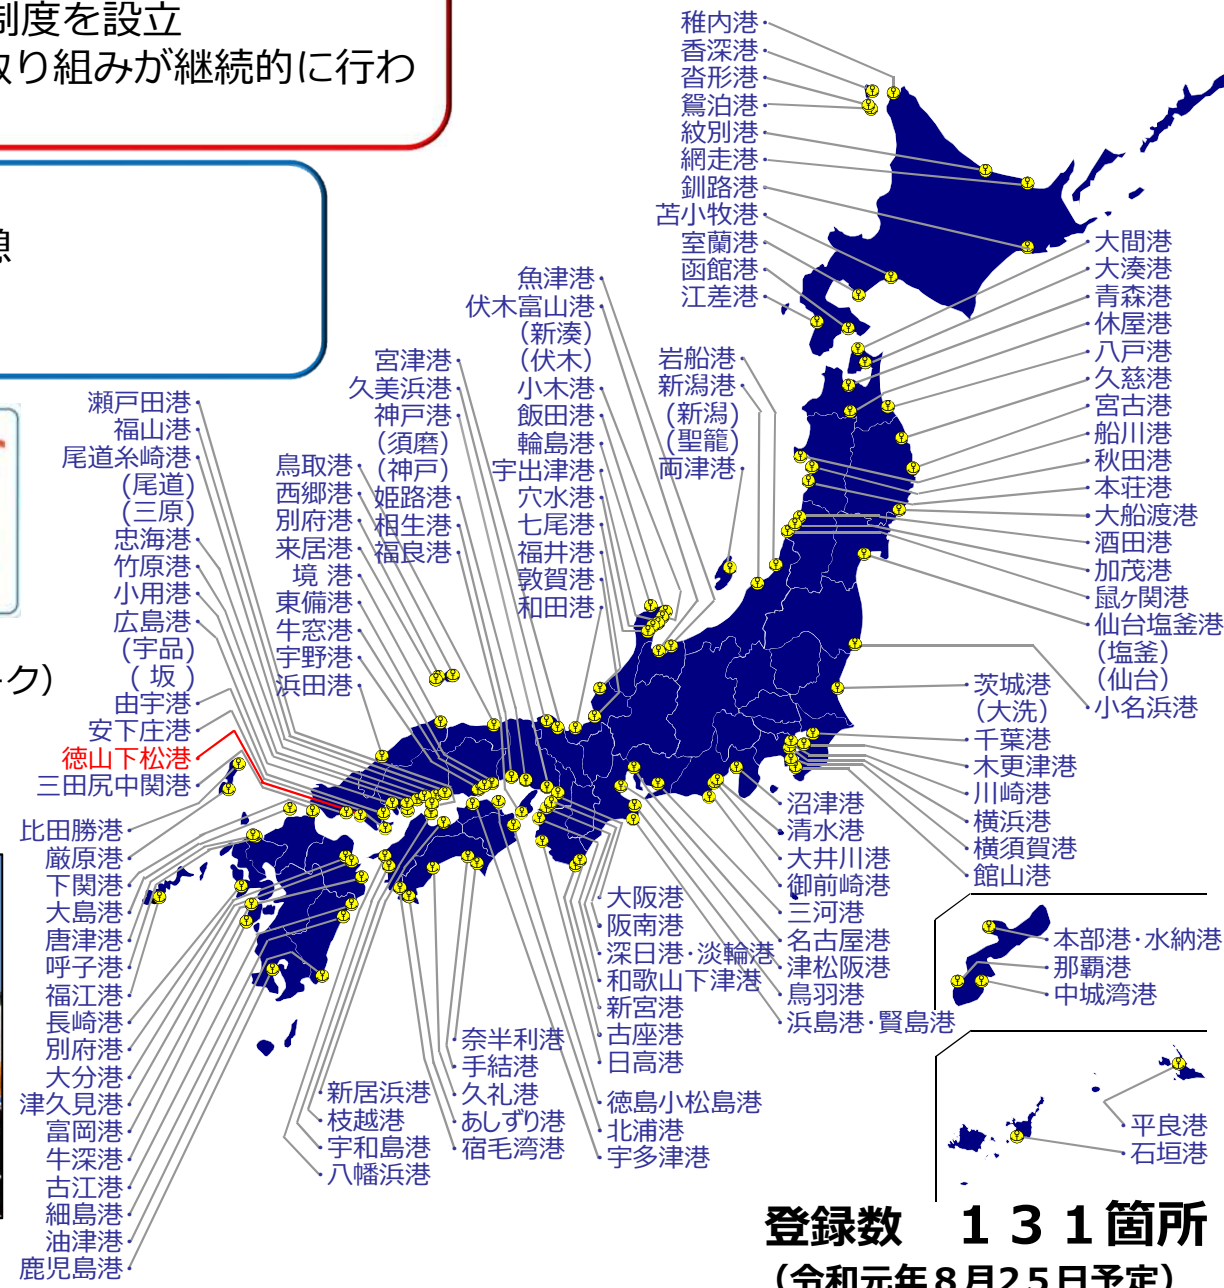 制度を設立
取り組みが継続的に行わ
憩
ーク）
稚内港
香深港
沓形港
鴛泊港
紋別港
網走港
釧路港
苫小牧港
室蘭港
函館港
江差港
大間港
大湊港
青森港
休屋港
八戸港
久慈港
宮古港
船川港
秋田港
本荘港
大船渡港
酒田港
加茂港
鼠ヶ関港
仙台塩釜港
（塩釜）
（仙台）
小名浜港
岩船港
新潟港
（新潟）
（聖籠）
両津港
魚津港
伏木富山港
（新湊）
（伏木）
小木港
飯田港
輪島港
宇出津港
穴水港
七尾港
福井港
敦賀港
和田港
宮津港
久美浜港
神戸港
（須磨）
（神戸）
姫路港
相生港
福良港
鳥取港
西郷港
別府港
来居港
境 港
東備港
牛窓港
宇野港
浜田港
瀬戸田港
福山港
尾道糸崎港
（尾道）
（三原）
忠海港
竹原港
小用港
広島港
（宇品）
（ 坂 ）
由宇港
安下庄港
徳山下松港
三田尻中関港
比田勝港
厳原港
下関港
大島港
唐津港
呼子港
福江港
長崎港
別府港
大分港
津久見港
富岡港
牛深港
古江港
細島港
油津港
鹿児島港
新居浜港
枝越港
宇和島港
八幡浜港
奈半利港
手結港
久礼港
あしずり港
宿毛湾港
大阪港
阪南港
深日港・淡輪港
和歌山下津港
新宮港
古座港
日高港
徳島小松島港
北浦港
宇多津港
茨城港
（大洗）
千葉港
木更津港
川崎港
横浜港
横須賀港
館山港
沼津港
清水港
大井川港
御前崎港
三河港
名古屋港
津松阪港
鳥羽港
浜島港・賢島港
本部港・水納港
那覇港
中城湾港
平良港
石垣港
登録数　１３１箇所
（令和元年８月２５日予定）